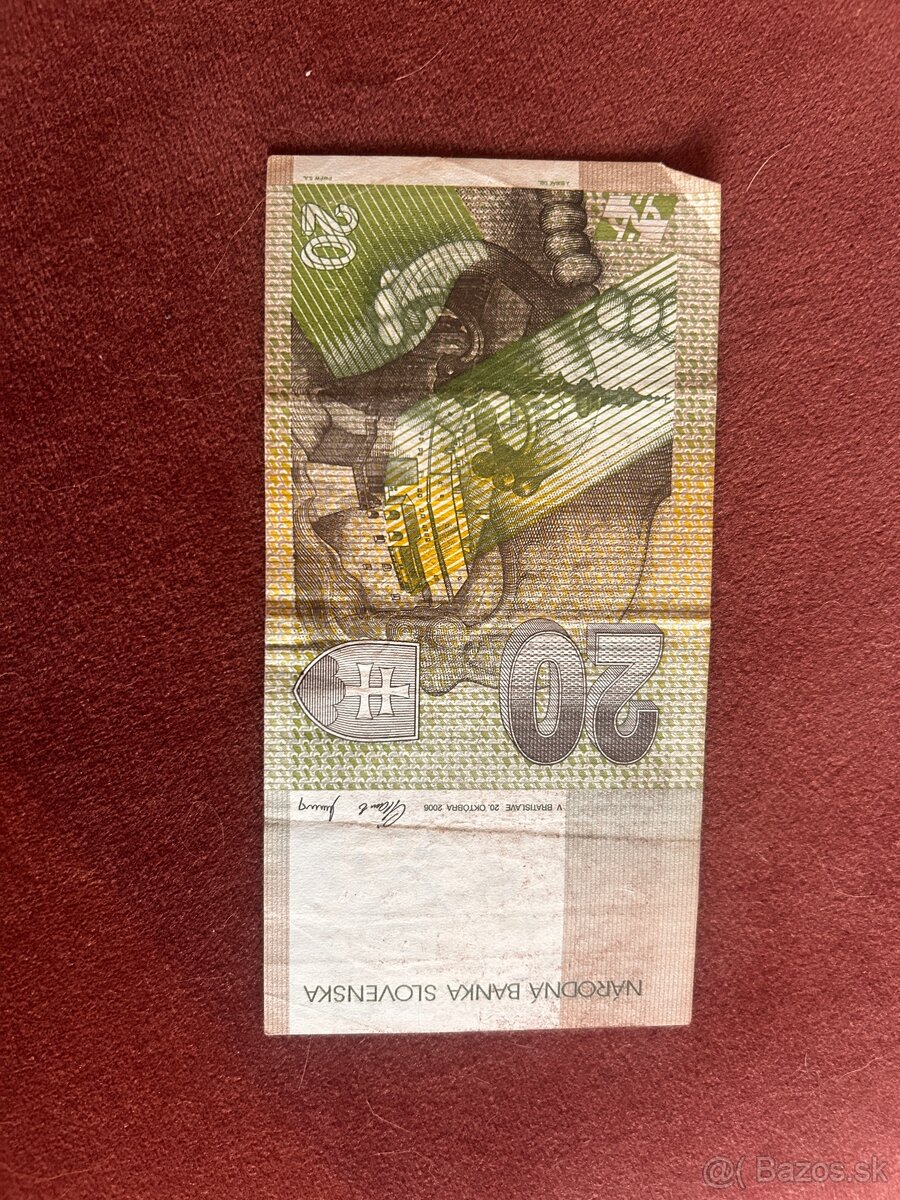 NÁRODNÁ BANKA SLOVENSKA
V BRATISLAVE 20. OKTÓBRA 2006
20
20
@( Bazos.sk